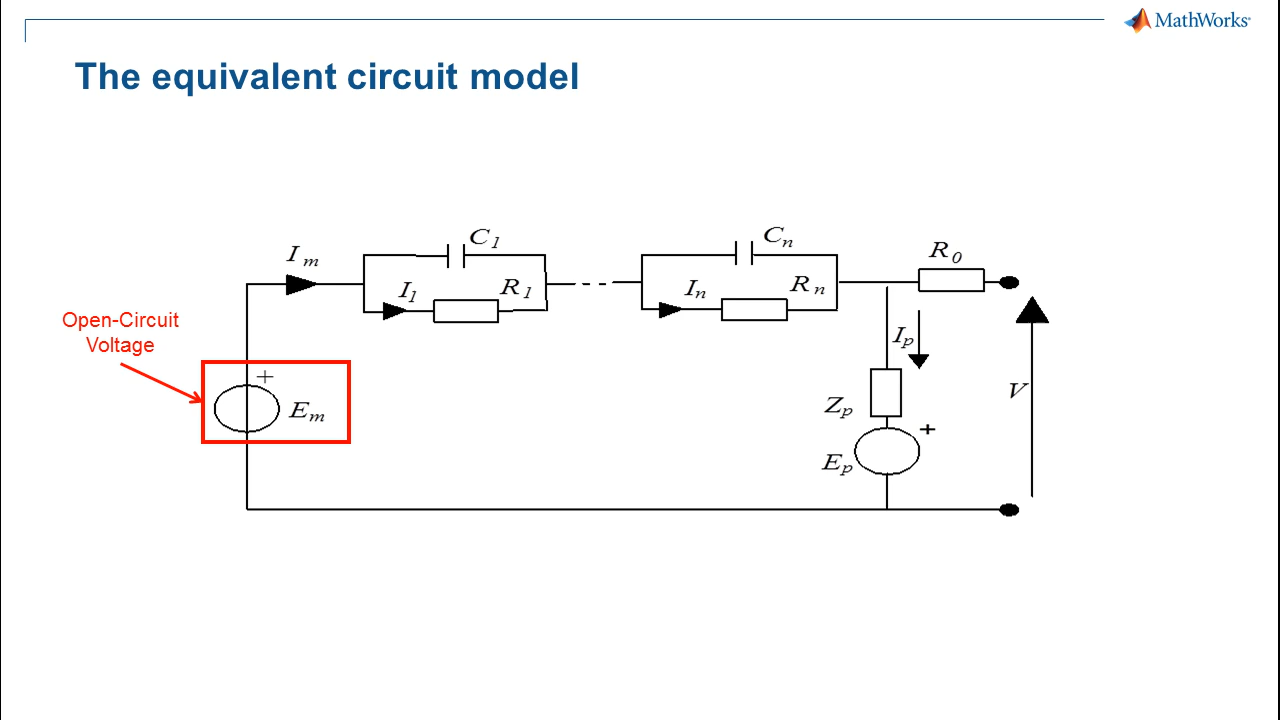 MathWorks®
The equivalent circuit model
C1
Cn
Im
R0
I1
R1
In
Rn
Open-Circuit
Voltage
Ip
+
Em
Zp
V
+
Ep